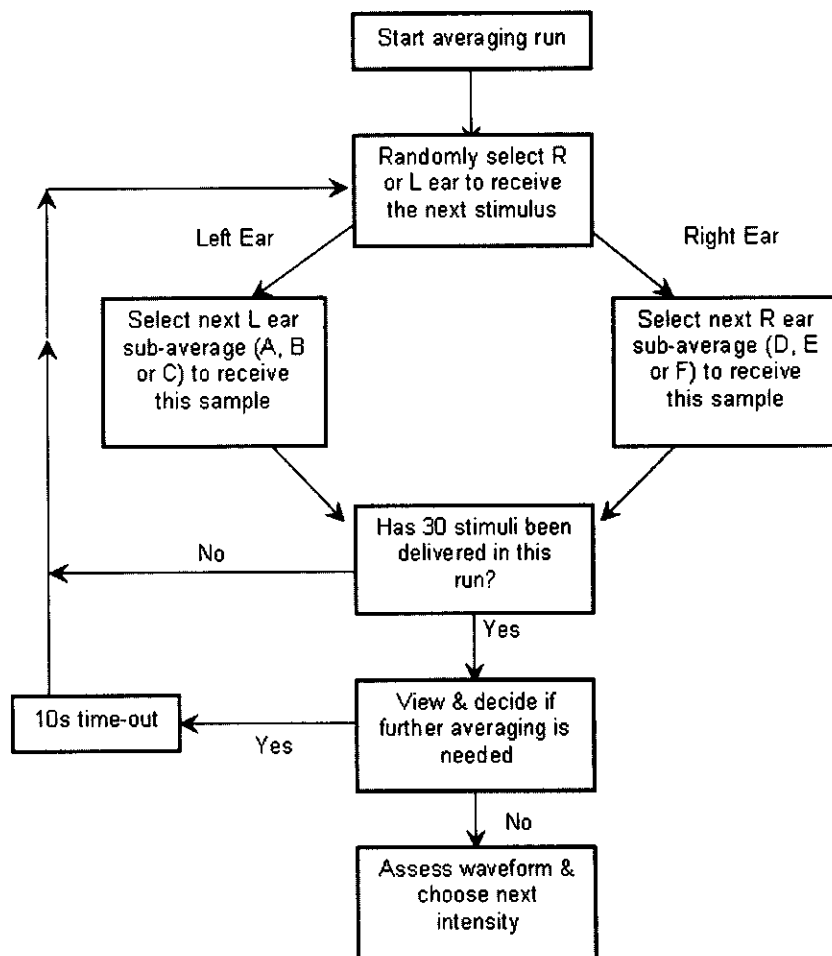 Start averaging run
Randomly select R
or L ear to receive
the next stimulus
Left Ear
Right Ear
Select next L ear
sub-average (A, B
or C) to receive
this sample
Select next R ear
sub-average (D, E
or F) to receive
this sample
Has 30 stimuli been
delivered in this
run?
No
Yes
View & decide if
further averaging is
needed
10s time-out
Yes
No
Assess waveform &
choose next
intensity